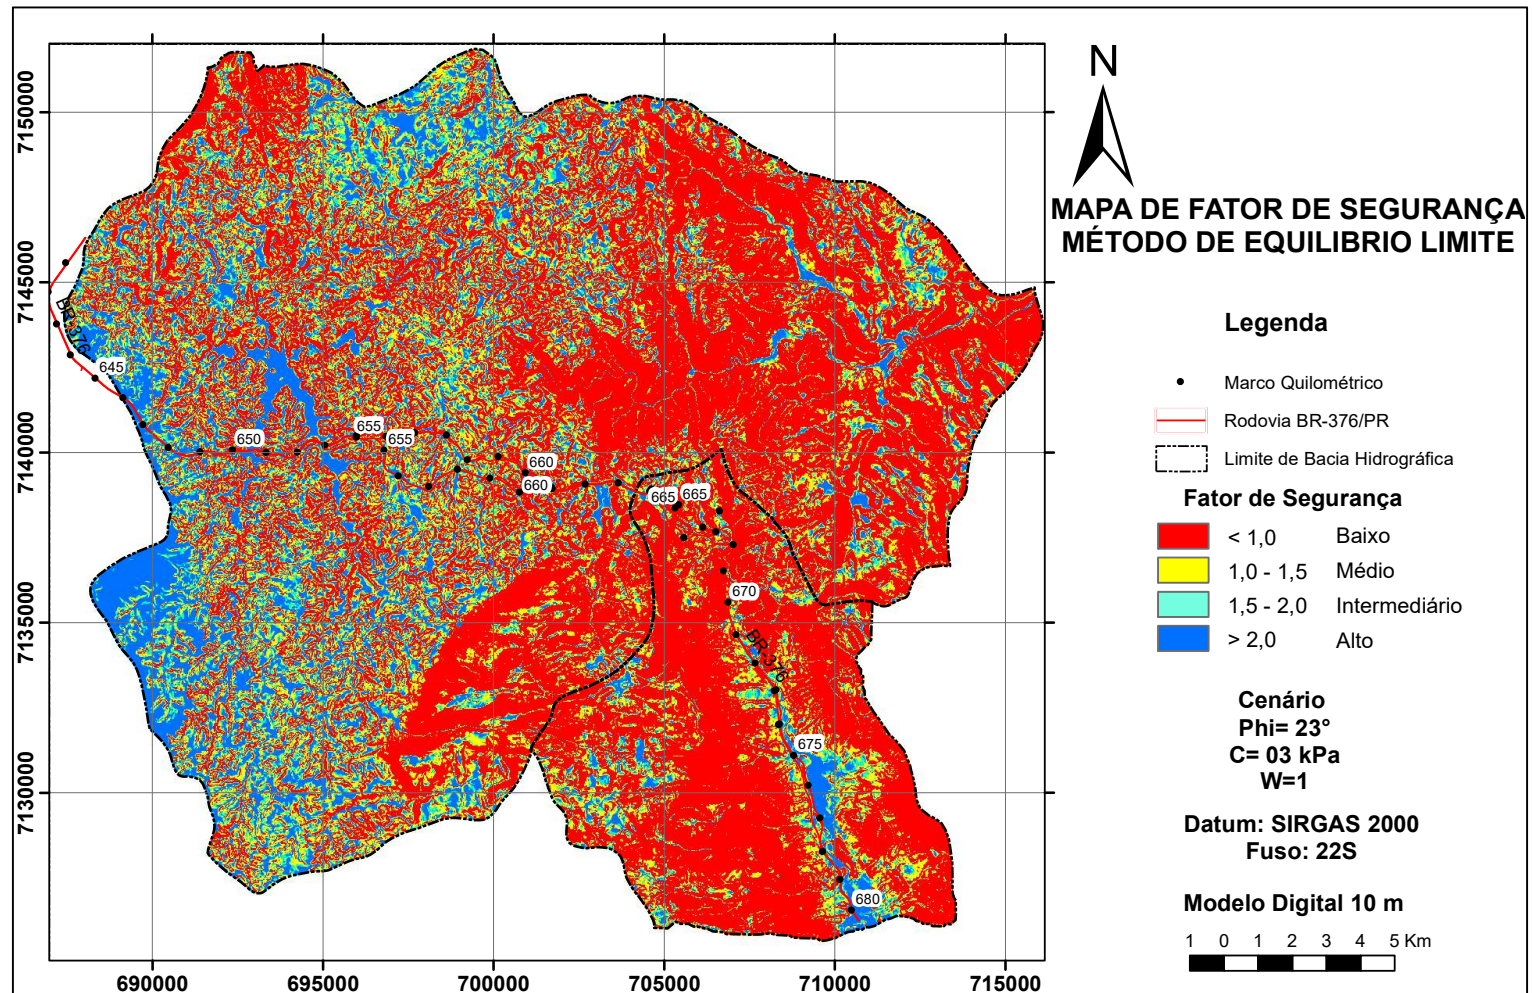 N
MAPA DE FATOR DE SEGURANÇA
MÉTODO DE EQUILIBRIO LIMITE
Legenda
Marco Quilométrico
Rodovia BR-376/PR
Limite de Bacia Hidrográfica
Fator de Segurança
< 1,0 Baixo
1,0 - 1,5 Médio
1,5 - 2,0 Intermediário
> 2,0 Alto
Cenário
Phi= 23°
C= 03 kPa
W=1
Datum: SIRGAS 2000
Fuso: 22S
Modelo Digital 10 m
1 0 1 2 3 4 5 Km
7150000
7145000
7140000
7135000
7130000
690000 695000 700000 705000 710000 715000
BR-376
645
650
655
655
660
660
665 665
670
BR-376
675
680